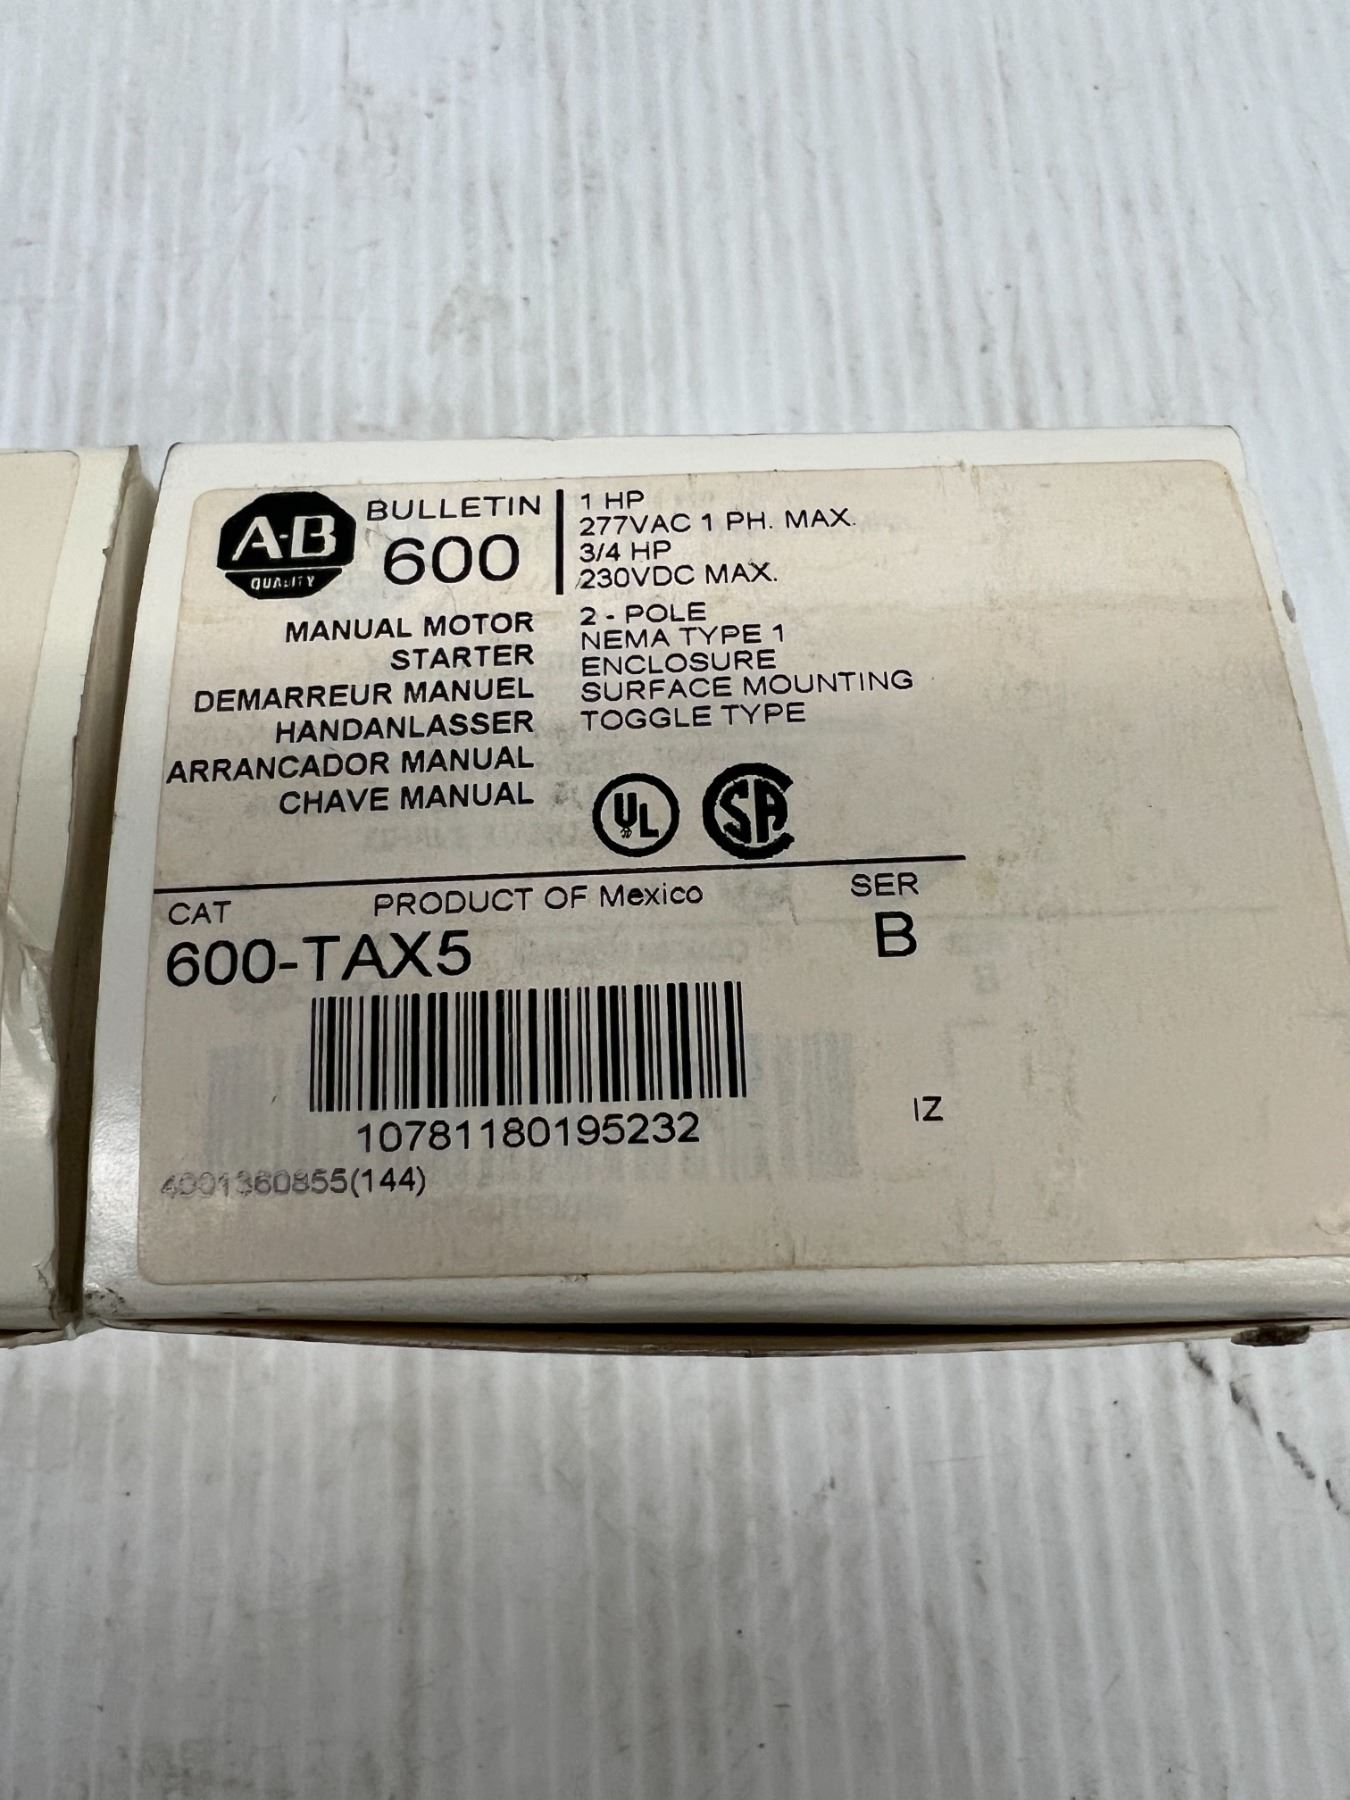 A-B
QUALITY
BULLETIN
600
1 HP
277VAC 1 PH. MAX.
3/4 HP
230VDC MAX.
MANUAL MOTOR
STARTER
DEMARREUR MANUEL
HANDANLASSER
ARRANCADOR MANUAL
CHAVE MANUAL
2 - POLE
NEMA TYPE 1
ENCLOSURE
SURFACE MOUNTING
TOGGLE TYPE
UL
SA
CAT
PRODUCT OF Mexico
SER
600-TAX5
B
10781180195232
IZ
4001360855(144)